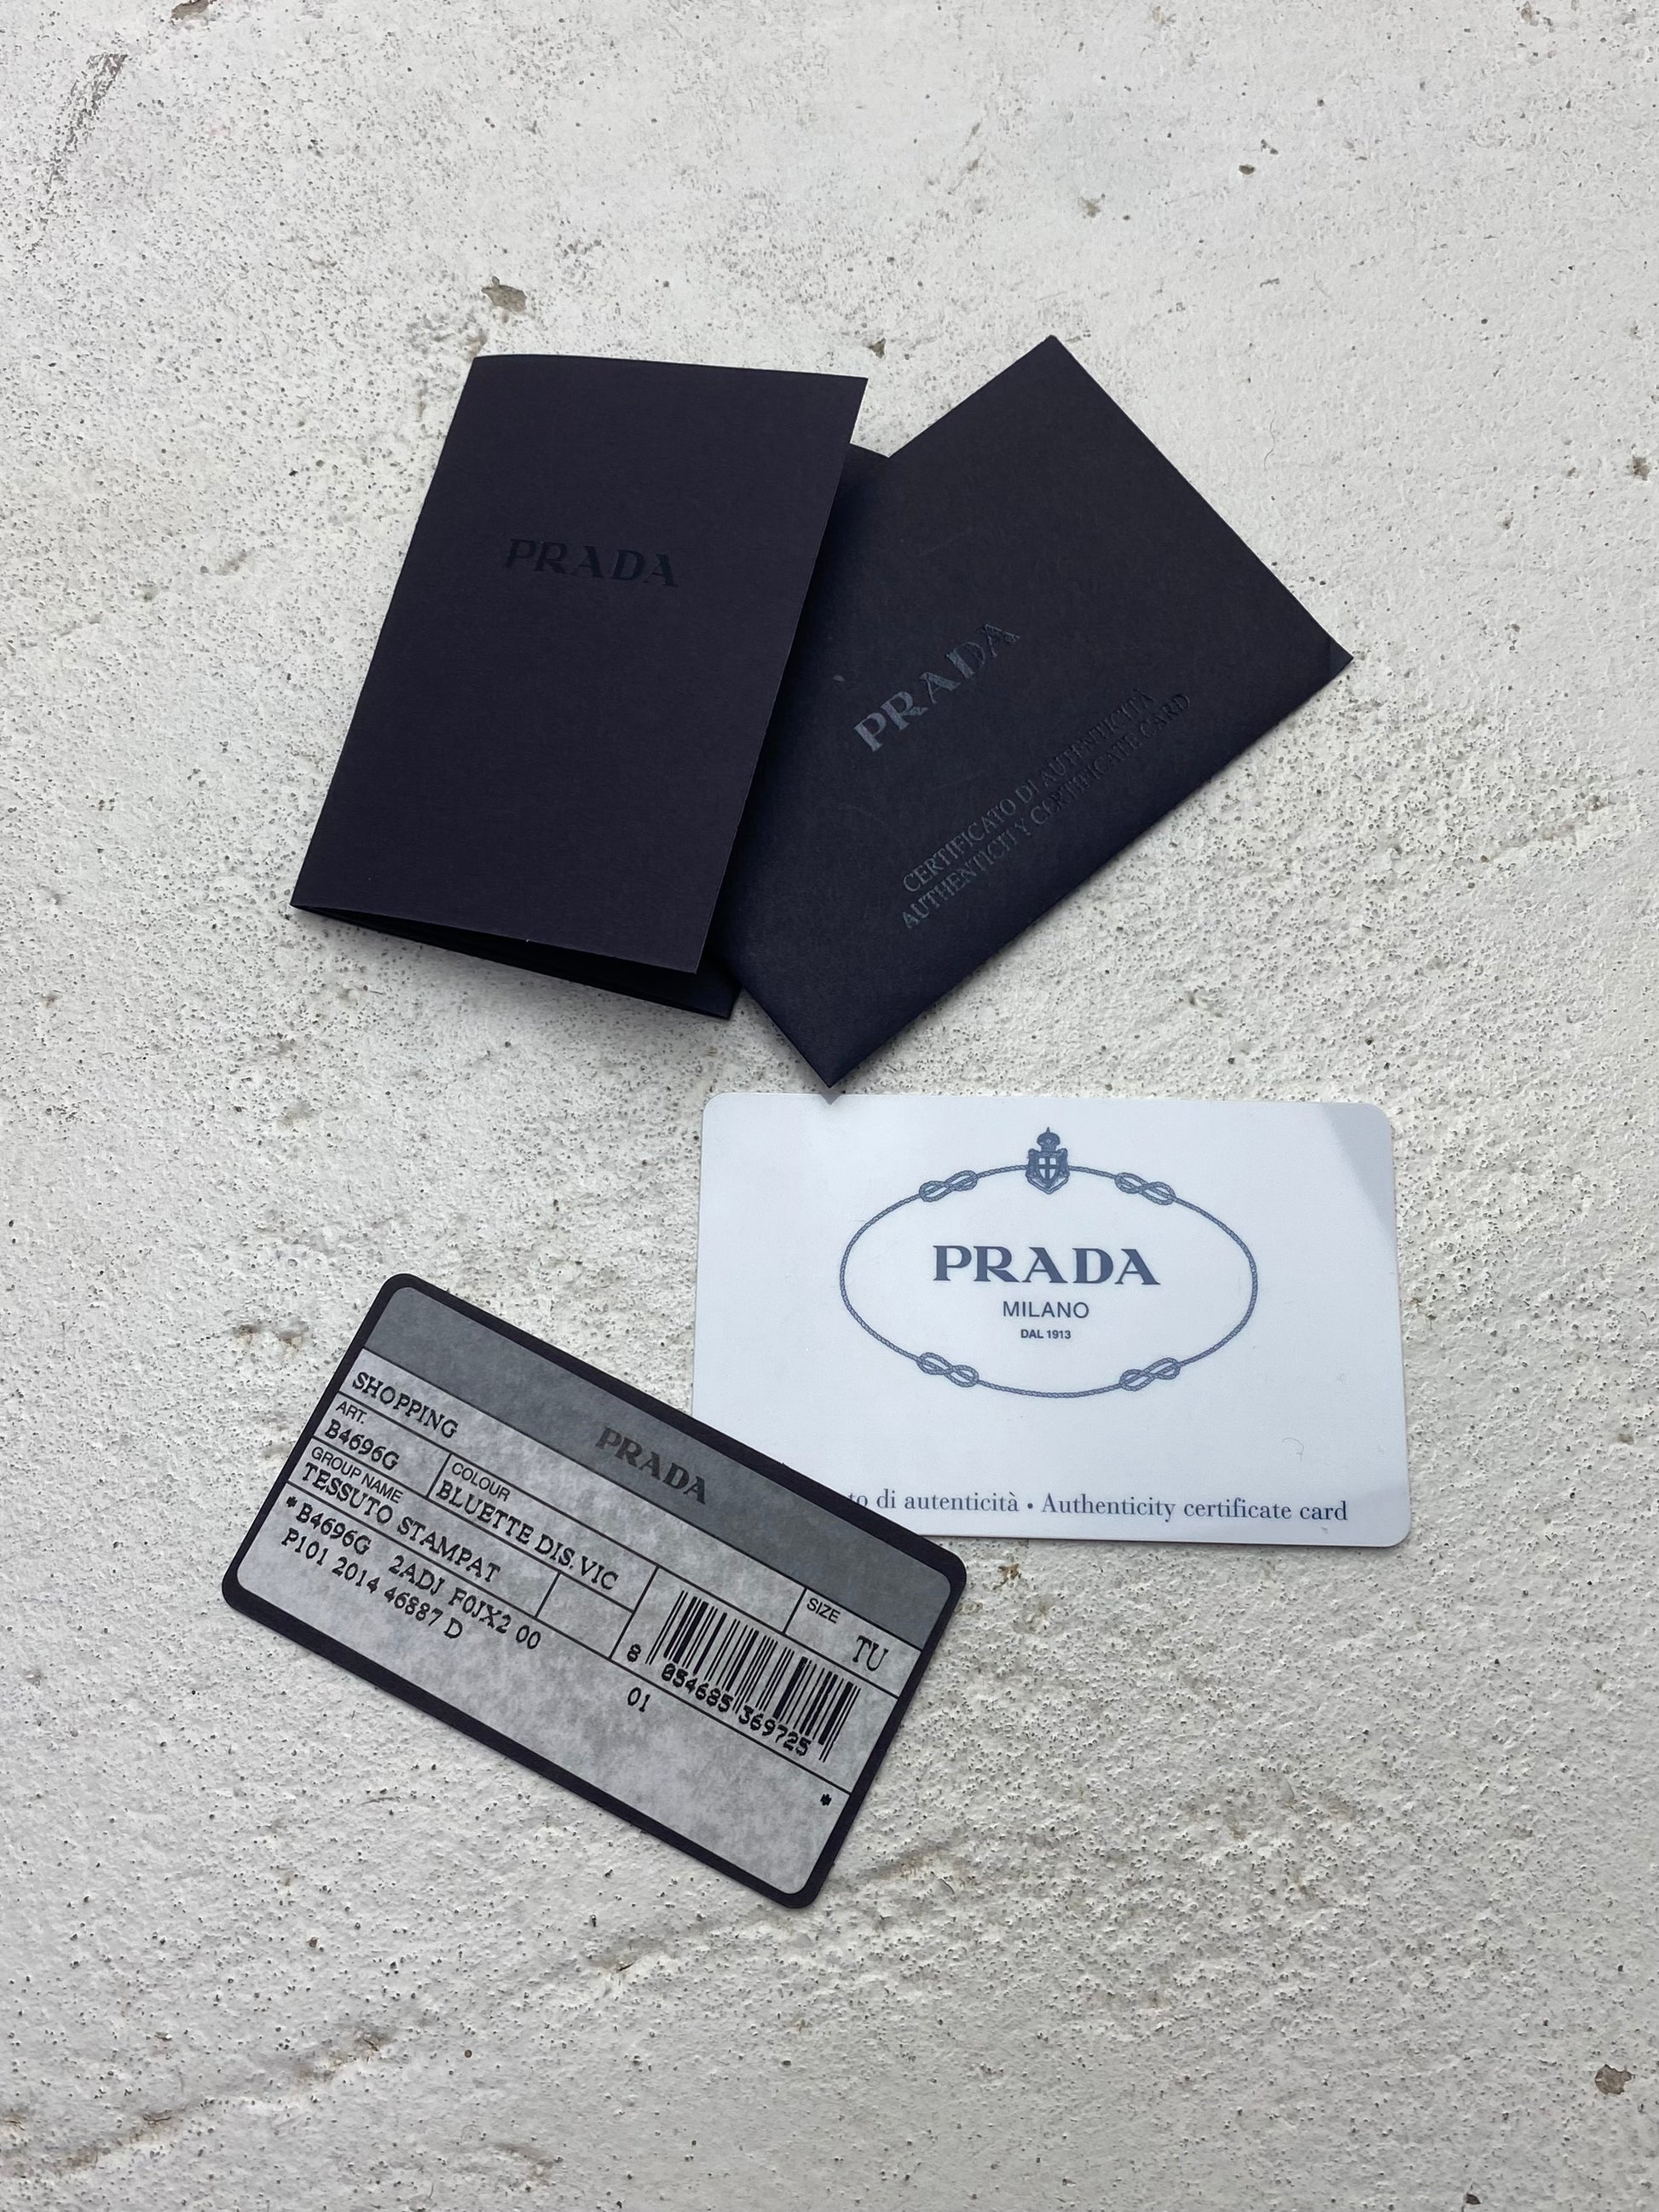 PRADA
PRADA
CERTIFICATO DI AUTENTICITÀ
AUTHENTICITY CERTIFICATE CARD
PRADA
MILANO
DAL 1913
to di autenticità • Authenticity certificate card
PRADA
SHOPPING
SIZE
TU
ART.
B4696G
COLOUR
BLUETTE DIS.VIC
GROUP NAME
TESSUTO STAMPAT
8 054685 369725
*B4696G 2ADJ F0JX2 00
01
P101 2014 46887 D
*